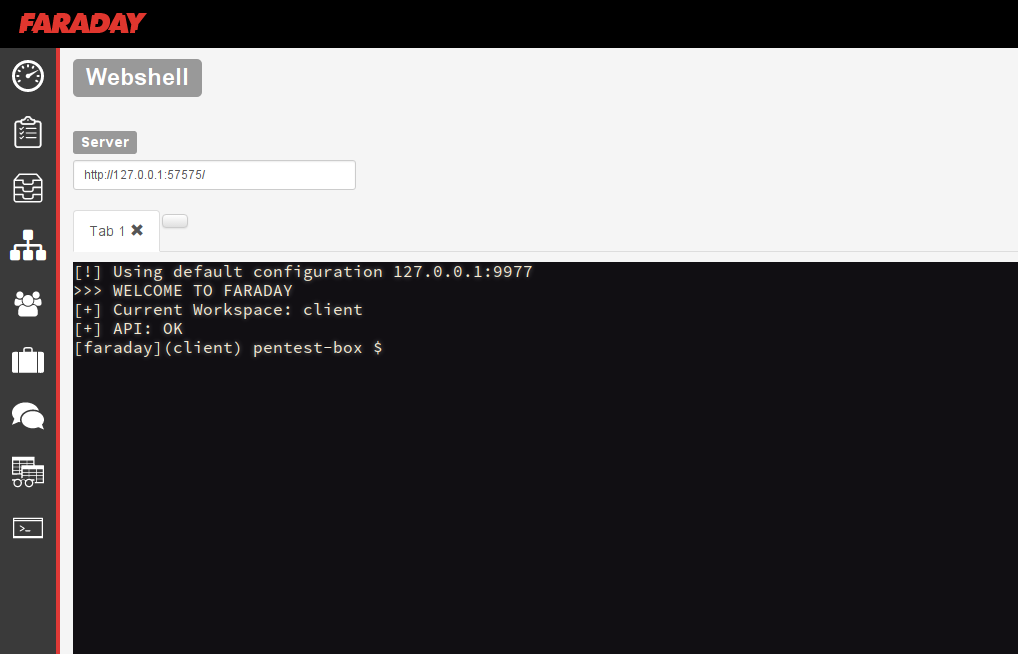 FARADAY
Webshell
Server
http://127.0.0.1:57575/
Tab 1 ✖
[!] Using default configuration 127.0.0.1:9977
>>> WELCOME TO FARADAY
[+] Current Workspace: client
[+] API: OK
[faraday](client) pentest-box $
>_